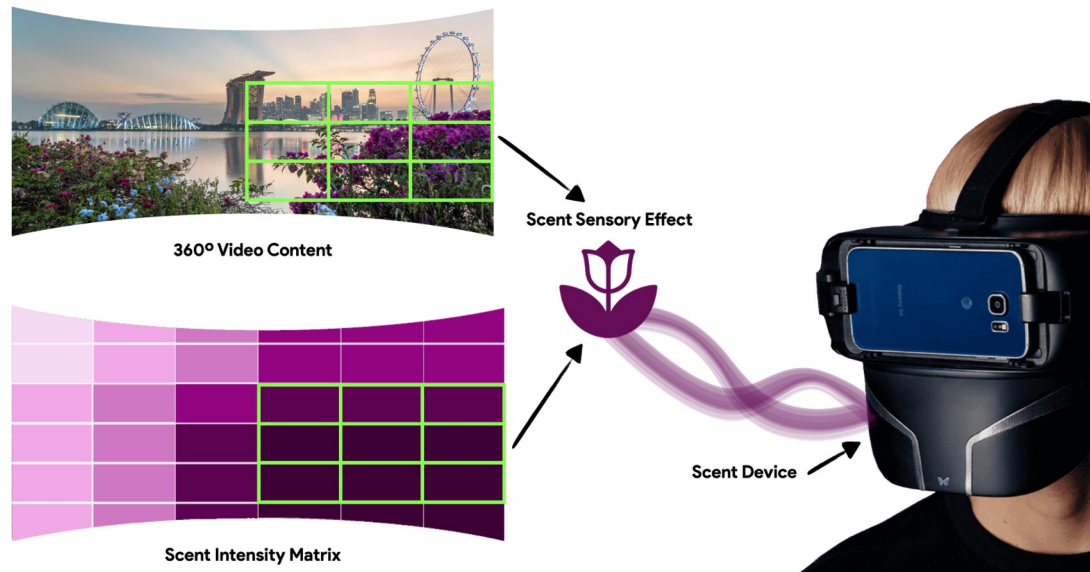 Scent Sensory Effect
360º Video Content
Scent Device
Scent Intensity Matrix